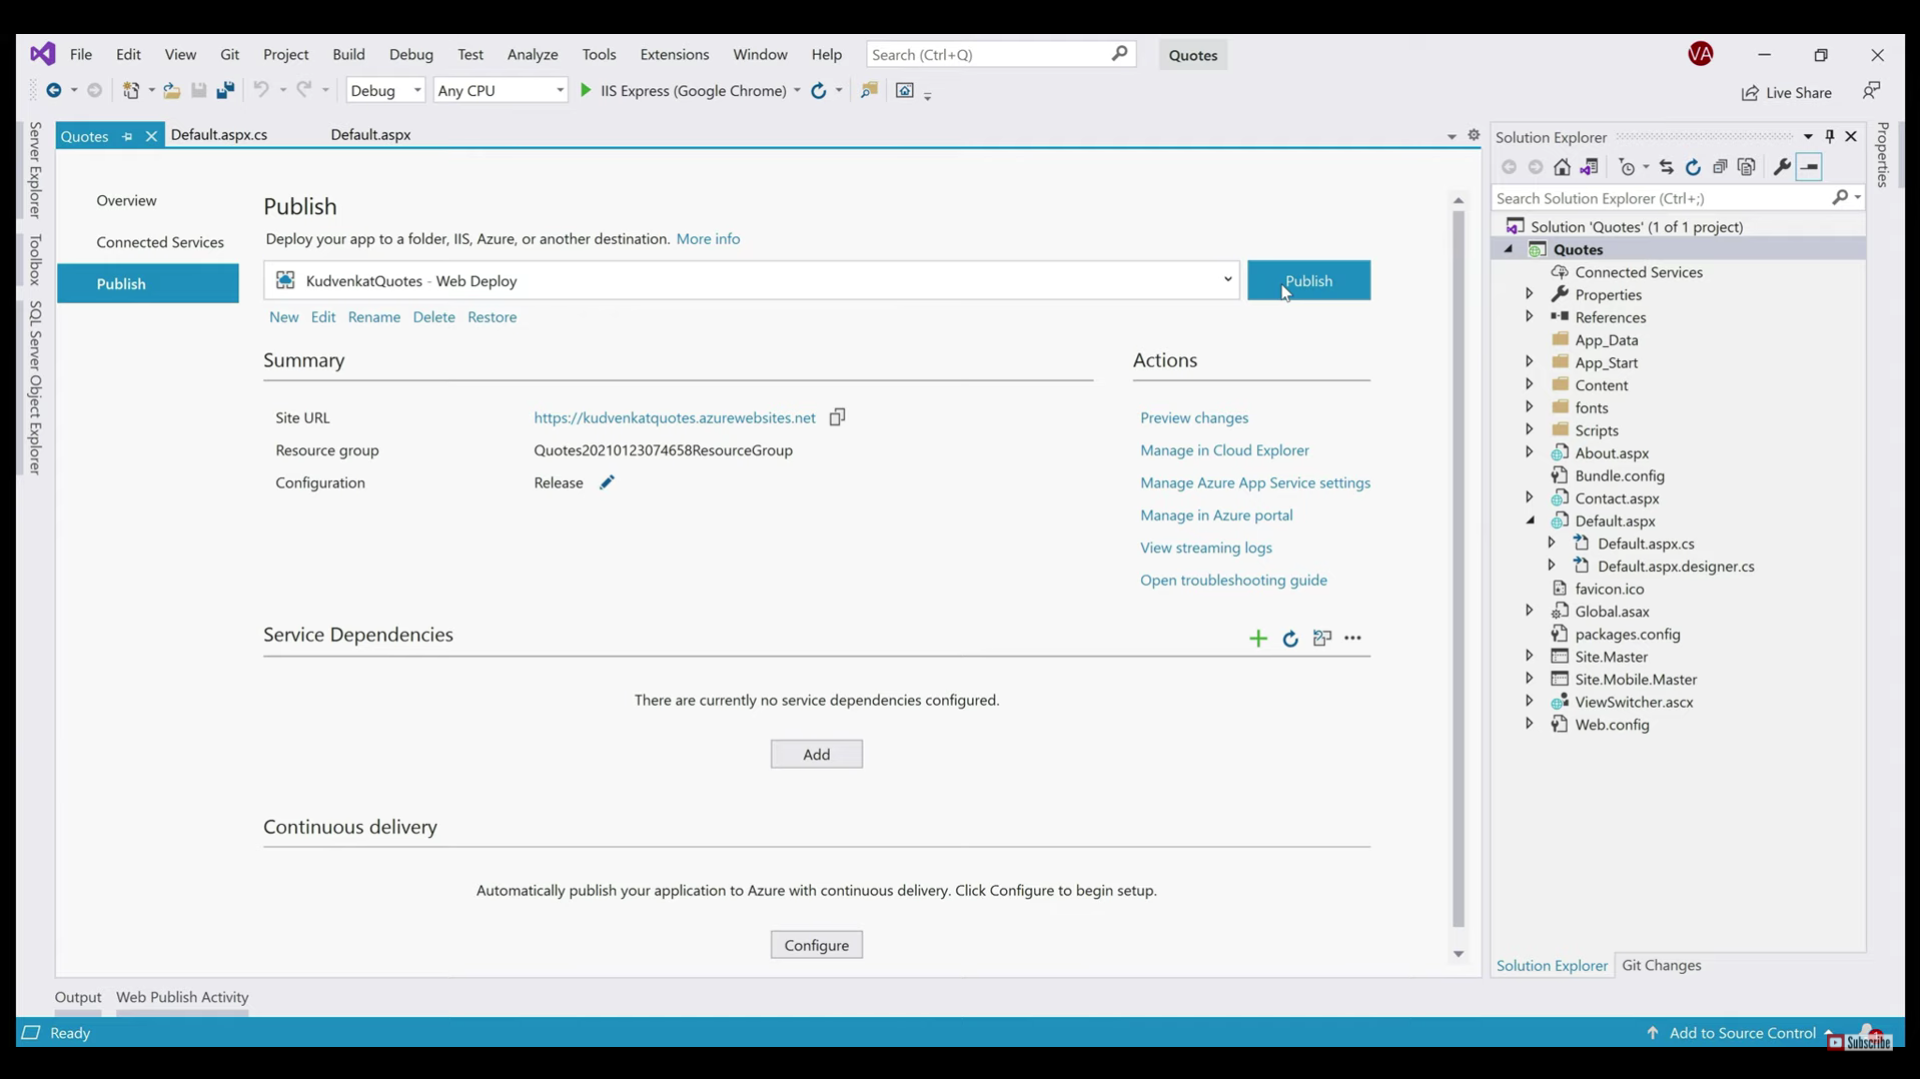 File Edit View Git Project Build Debug Test Analyze Tools Extensions Window Help Search (Ctrl+Q) Quotes VA
Debug Any CPU IIS Express (Google Chrome) Live Share
Quotes Default.aspx.cs Default.aspx
Server Explorer
Toolbox
SQL Server Object Explorer
Overview
Connected Services
Publish
Publish
Deploy your app to a folder, IIS, Azure, or another destination. More info
KudvenkatQuotes - Web Deploy Publish
New Edit Rename Delete Restore
Summary
Site URL https://kudvenkatquotes.azurewebsites.net
Resource group Quotes20210123074658ResourceGroup
Configuration Release
Actions
Preview changes
Manage in Cloud Explorer
Manage Azure App Service settings
Manage in Azure portal
View streaming logs
Open troubleshooting guide
Service Dependencies
There are currently no service dependencies configured.
Add
Continuous delivery
Automatically publish your application to Azure with continuous delivery. Click Configure to begin setup.
Configure
Solution Explorer
Search Solution Explorer (Ctrl+;)
Solution 'Quotes' (1 of 1 project)
Quotes
Connected Services
Properties
References
App_Data
App_Start
Content
fonts
Scripts
About.aspx
Bundle.config
Contact.aspx
Default.aspx
Default.aspx.cs
Default.aspx.designer.cs
favicon.ico
Global.asax
packages.config
Site.Master
Site.Mobile.Master
ViewSwitcher.ascx
Web.config
Solution Explorer Git Changes
Properties
Output Web Publish Activity
Ready Add to Source Control
Subscribe